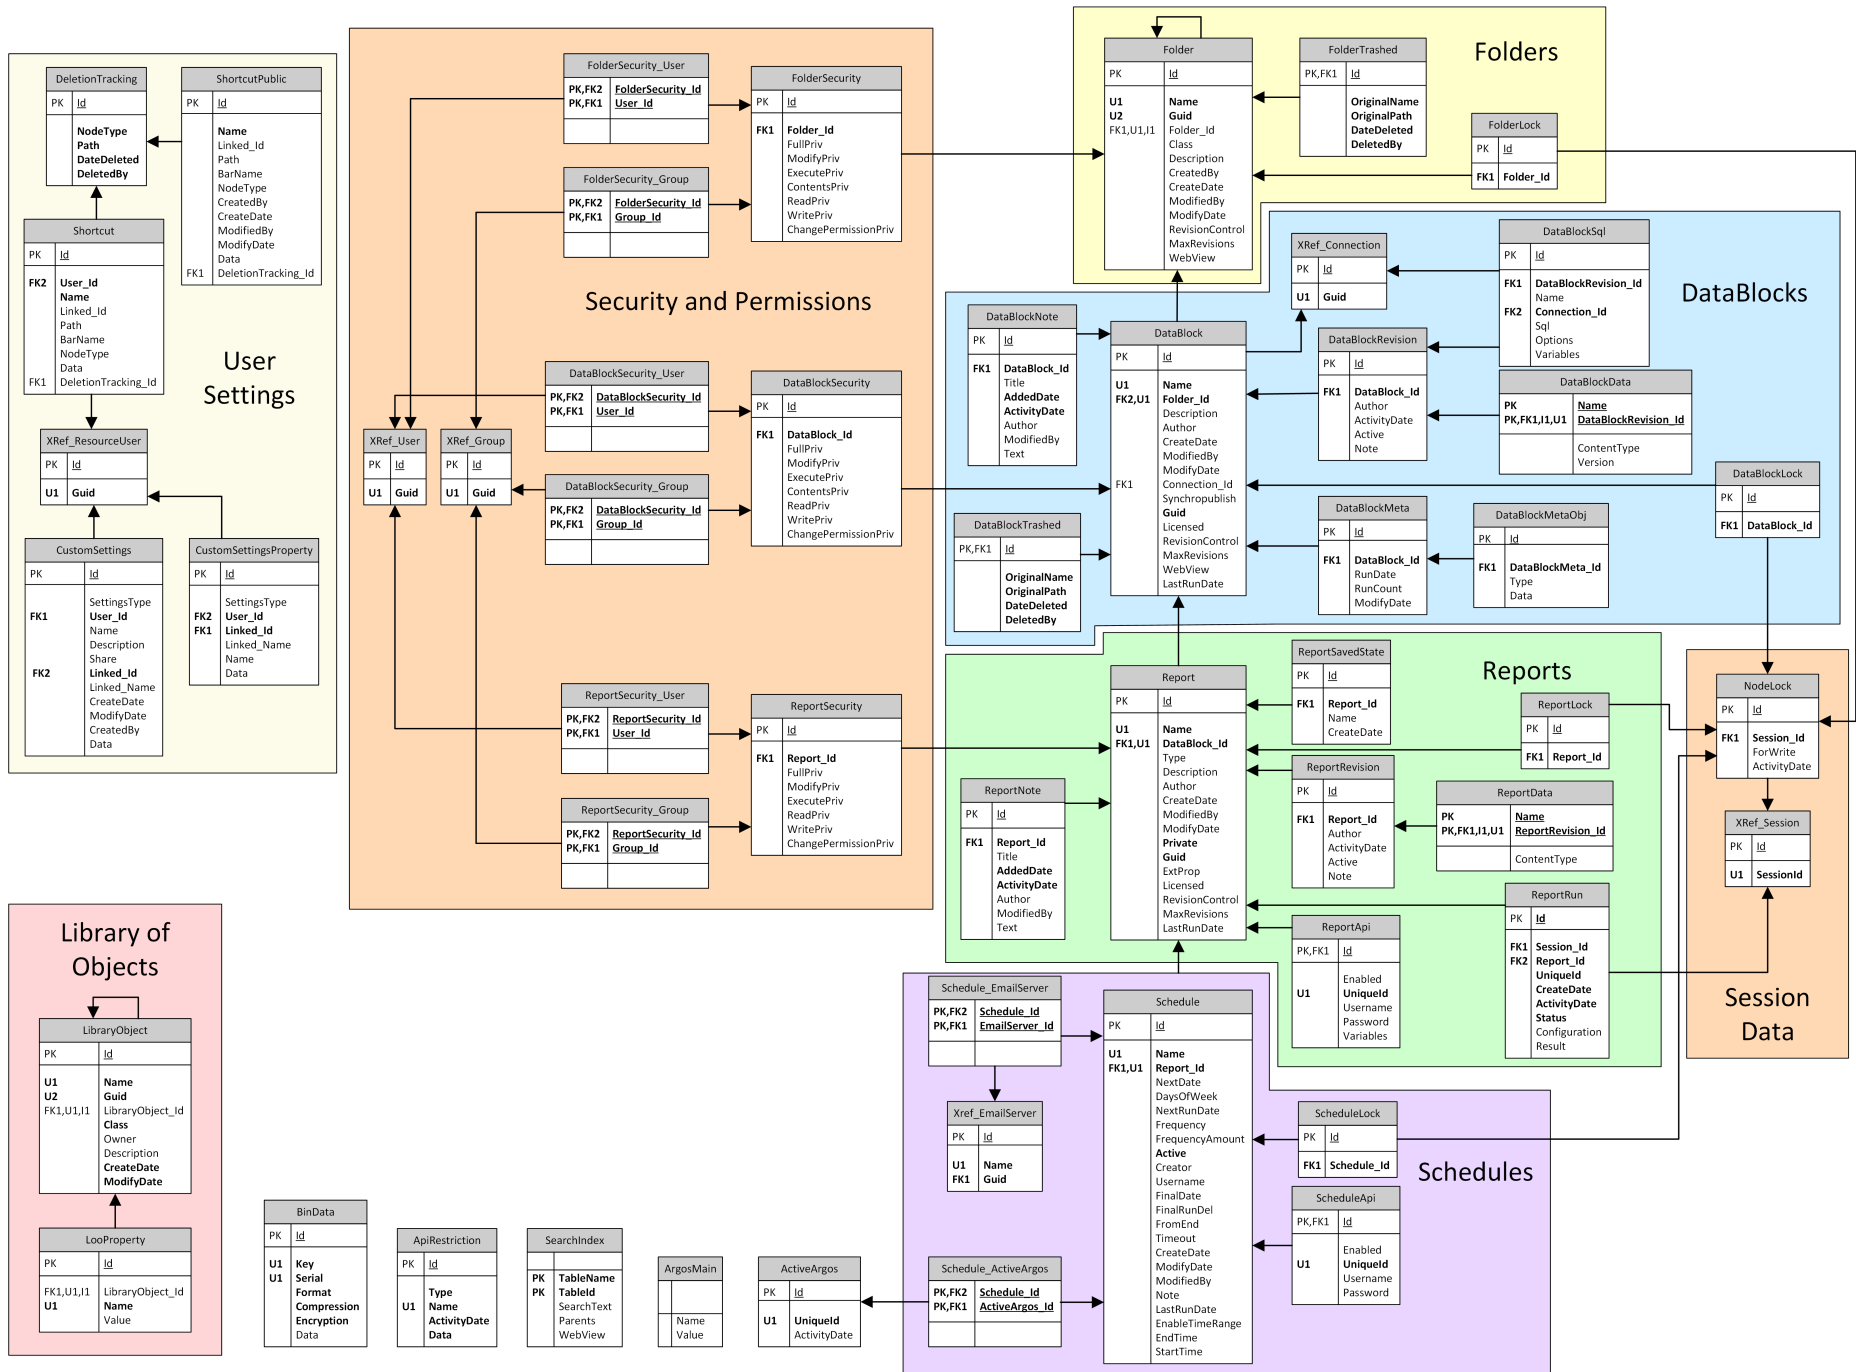 User
Settings
DeletionTracking
PK Id
NodeType
Path
DateDeleted
DeletedBy
ShortcutPublic
PK Id
Name
Linked_Id
Path
BarName
NodeType
CreatedBy
CreateDate
ModifiedBy
ModifyDate
Data
FK1 DeletionTracking_Id
Shortcut
PK Id
FK2 User_Id
Name
Linked_Id
Path
BarName
NodeType
Data
FK1 DeletionTracking_Id
XRef_ResourceUser
PK Id
U1 Guid
CustomSettings
PK Id
SettingsType
FK1 User_Id
Name
Description
Share
FK2 Linked_Id
Linked_Name
CreateDate
ModifyDate
CreatedBy
Data
CustomSettingsProperty
PK Id
SettingsType
FK2 User_Id
FK1 Linked_Id
Linked_Name
Name
Data
Security and Permissions
FolderSecurity_User
PK,FK2 FolderSecurity_Id
PK,FK1 User_Id
FolderSecurity
PK Id
FK1 Folder_Id
FullPriv
ModifyPriv
ExecutePriv
ContentsPriv
ReadPriv
WritePriv
ChangePermissionPriv
FolderSecurity_Group
PK,FK2 FolderSecurity_Id
PK,FK1 Group_Id
DataBlockSecurity_User
PK,FK2 DataBlockSecurity_Id
PK,FK1 User_Id
DataBlockSecurity
PK Id
FK1 DataBlock_Id
FullPriv
ModifyPriv
ExecutePriv
ContentsPriv
ReadPriv
WritePriv
ChangePermissionPriv
XRef_User
PK Id
U1 Guid
XRef_Group
PK Id
U1 Guid
DataBlockSecurity_Group
PK,FK2 DataBlockSecurity_Id
PK,FK1 Group_Id
ReportSecurity_User
PK,FK2 ReportSecurity_Id
PK,FK1 User_Id
ReportSecurity
PK Id
FK1 Report_Id
FullPriv
ModifyPriv
ExecutePriv
ReadPriv
WritePriv
ChangePermissionPriv
ReportSecurity_Group
PK,FK2 ReportSecurity_Id
PK,FK1 Group_Id
Folders
Folder
PK Id
U1 Name
U2 Guid
FK1,U1,I1 Folder_Id
Class
Description
CreatedBy
CreateDate
ModifiedBy
ModifyDate
RevisionControl
MaxRevisions
WebView
FolderTrashed
PK,FK1 Id
OriginalName
OriginalPath
DateDeleted
DeletedBy
FolderLock
PK Id
FK1 Folder_Id
DataBlocks
DataBlockNote
PK Id
FK1 DataBlock_Id
Title
AddedDate
ActivityDate
Author
ModifiedBy
Text
DataBlock
PK Id
U1 Name
FK2,U1 Folder_Id
Description
Author
CreateDate
ModifiedBy
ModifyDate
FK1 Connection_Id
Synchropublish
Guid
Licensed
RevisionControl
MaxRevisions
WebView
LastRunDate
XRef_Connection
PK Id
U1 Guid
DataBlockSql
PK Id
FK1 DataBlockRevision_Id
Name
FK2 Connection_Id
Sql
Options
Variables
DataBlockRevision
PK Id
FK1 DataBlock_Id
Author
ActivityDate
Active
Note
DataBlockData
PK Name
PK,FK1,I1,U1 DataBlockRevision_Id
ContentType
Version
DataBlockLock
PK Id
FK1 DataBlock_Id
DataBlockTrashed
PK,FK1 Id
OriginalName
OriginalPath
DateDeleted
DeletedBy
DataBlockMeta
PK Id
FK1 DataBlock_Id
RunDate
RunCount
ModifyDate
DataBlockMetaObj
PK Id
FK1 DataBlockMeta_Id
Type
Data
Reports
Report
PK Id
U1 Name
FK1,U1 DataBlock_Id
Type
Description
Author
CreateDate
ModifiedBy
ModifyDate
Private
Guid
ExtProp
Licensed
RevisionControl
MaxRevisions
LastRunDate
ReportSavedState
PK Id
FK1 Report_Id
Name
CreateDate
ReportLock
PK Id
FK1 Report_Id
ReportNote
PK Id
FK1 Report_Id
Title
AddedDate
ActivityDate
Author
ModifiedBy
Text
ReportRevision
PK Id
FK1 Report_Id
Author
ActivityDate
Active
Note
ReportData
PK Name
PK,FK1,I1,U1 ReportRevision_Id
ContentType
ReportApi
PK,FK1 Id
Enabled
U1 UniqueId
Username
Password
Variables
ReportRun
PK Id
FK1 Session_Id
FK2 Report_Id
UniqueId
CreateDate
ActivityDate
Status
Configuration
Result
NodeLock
PK Id
FK1 Session_Id
ForWrite
ActivityDate
XRef_Session
PK Id
U1 SessionId
Session
Data
Library of
Objects
LibraryObject
PK Id
U1 Name
U2 Guid
FK1,U1,I1 LibraryObject_Id
Class
Owner
Description
CreateDate
ModifyDate
LooProperty
PK Id
FK1,U1,I1 LibraryObject_Id
U1 Name
Value
BinData
PK Id
U1 Key
U1 Serial
Format
Compression
Encryption
Data
ApiRestriction
PK Id
Type
U1 Name
ActivityDate
Data
SearchIndex
PK TableName
PK TableId
SearchText
Parents
WebView
ArgosMain
Name
Value
ActiveArgos
PK Id
U1 UniqueId
ActivityDate
Schedules
Schedule_EmailServer
PK,FK2 Schedule_Id
PK,FK1 EmailServer_Id
Xref_EmailServer
PK Id
U1 Name
FK1 Guid
Schedule_ActiveArgos
PK,FK2 Schedule_Id
PK,FK1 ActiveArgos_Id
Schedule
PK Id
U1 Name
FK1,U1 Report_Id
NextDate
DaysOfWeek
NextRunDate
Frequency
FrequencyAmount
Active
Creator
Username
FinalDate
FinalRunDel
FromEnd
Timeout
CreateDate
ModifyDate
ModifiedBy
Note
LastRunDate
EnableTimeRange
EndTime
StartTime
ScheduleLock
PK Id
FK1 Schedule_Id
ScheduleApi
PK,FK1 Id
Enabled
U1 UniqueId
Username
Password